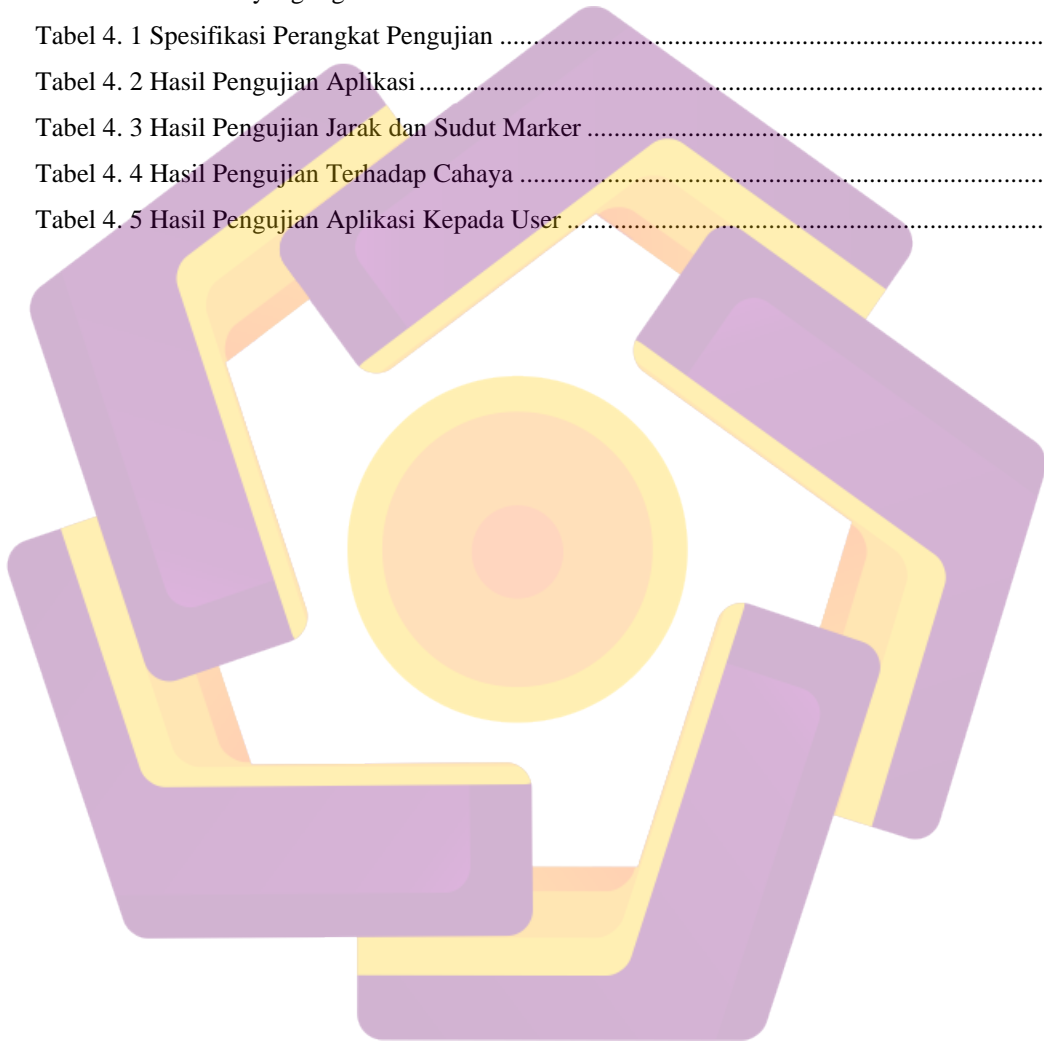 Tabel 4. 1 Spesifikasi Perangkat Pengujian ....................................................................................
Tabel 4. 2 Hasil Pengujian Aplikasi ................................................................................................
Tabel 4. 3 Hasil Pengujian Jarak dan Sudut Marker ......................................................................
Tabel 4. 4 Hasil Pengujian Terhadap Cahaya .................................................................................
Tabel 4. 5 Hasil Pengujian Aplikasi Kepada User .........................................................................